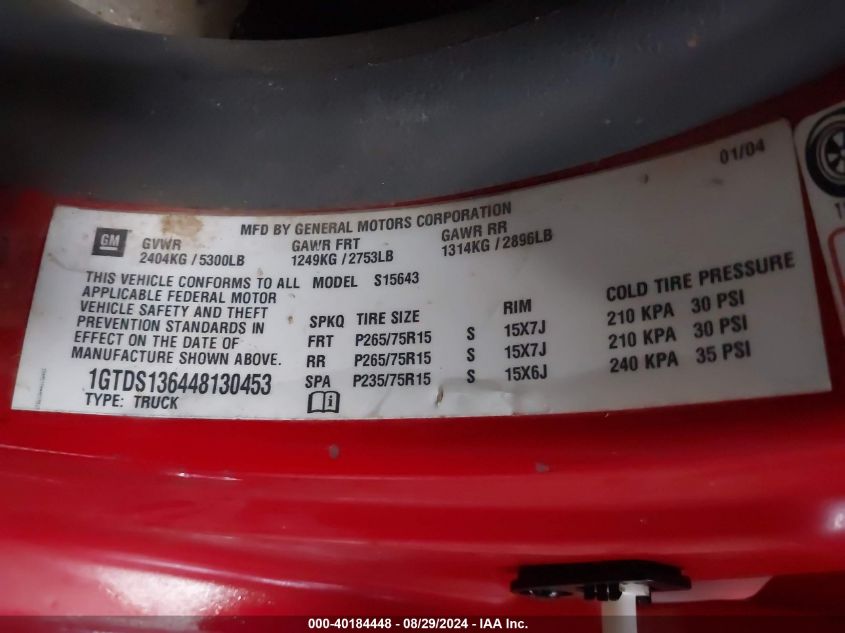 01/04
MFD BY GENERAL MOTORS CORPORATION
GM
GVWR GAWR FRT GAWR RR
2404KG / 5300LB 1249KG / 2753LB 1314KG / 2896LB
THIS VEHICLE CONFORMS TO ALL MODEL S15643
APPLICABLE FEDERAL MOTOR
VEHICLE SAFETY AND THEFT
PREVENTION STANDARDS IN
EFFECT ON THE DATE OF
MANUFACTURE SHOWN ABOVE.
SPKQ TIRE SIZE RIM COLD TIRE PRESSURE
FRT P265/75R15 S 15X7J 210 KPA 30 PSI
RR P265/75R15 S 15X7J 210 KPA 30 PSI
SPA P235/75R15 S 15X6J 240 KPA 35 PSI
1GTDS136448130453
TYPE: TRUCK
000-40184448 - 08/29/2024 - IAA Inc.